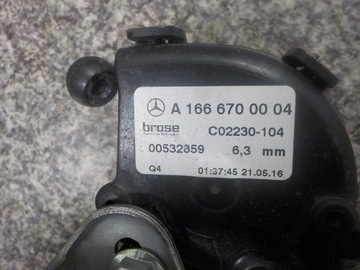 A 166 670 00 04
brose
C02230-104
00532859 6,3 mm
Q4 01:37:45 21.05.16